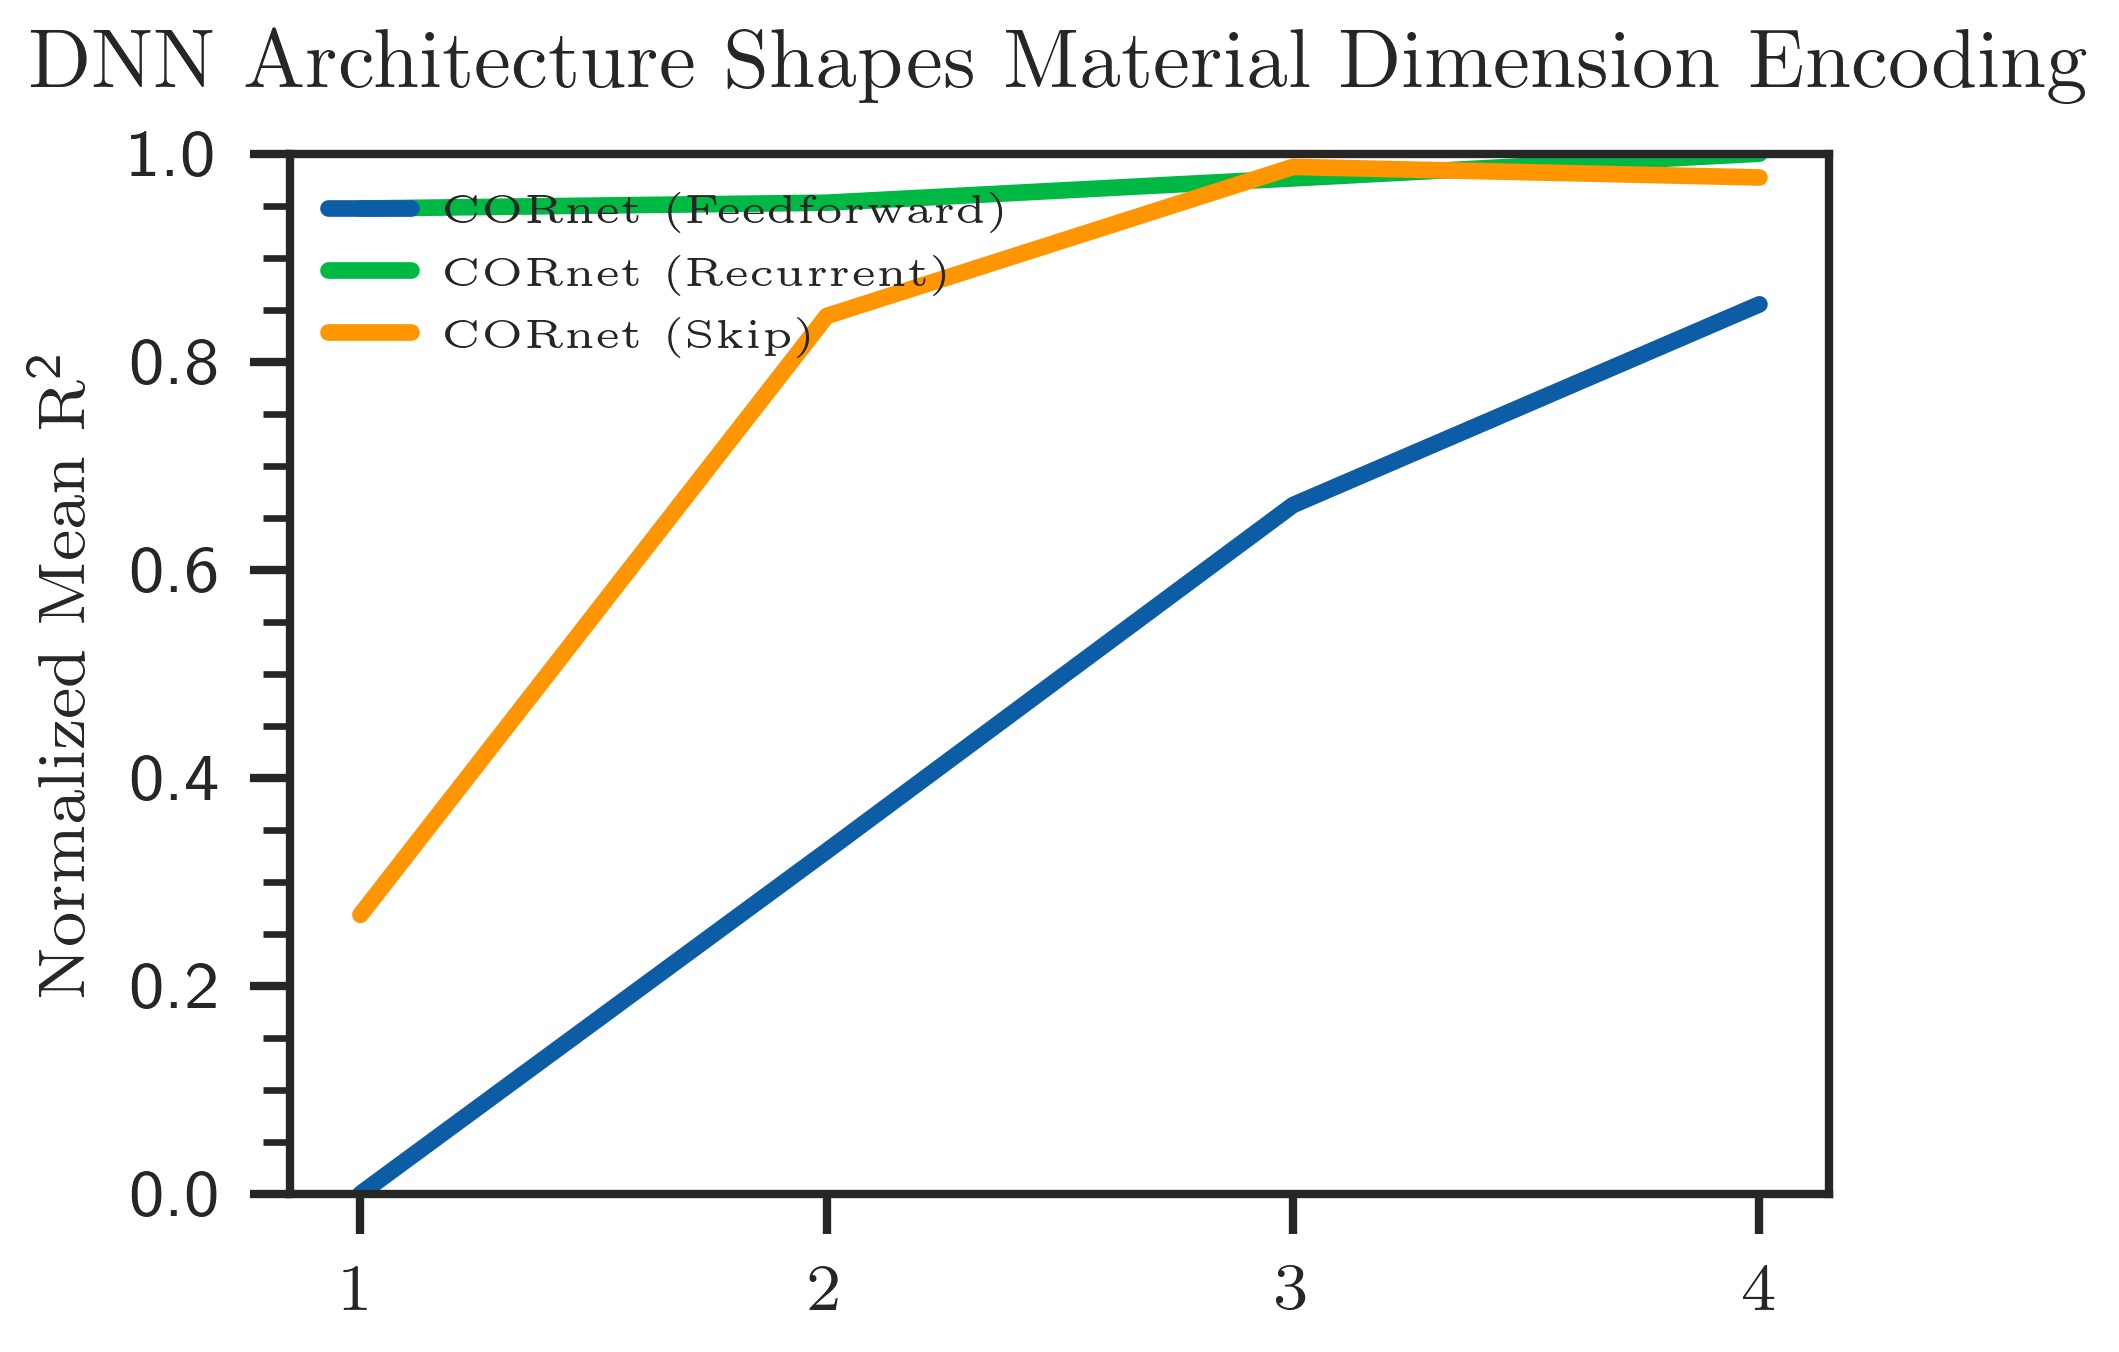 DNN Architecture Shapes Material Dimension Encoding
Normalized Mean R²
1.0
0.8
0.6
0.4
0.2
0.0
CORnet (Feedforward)
CORnet (Recurrent)
CORnet (Skip)
1 2 3 4